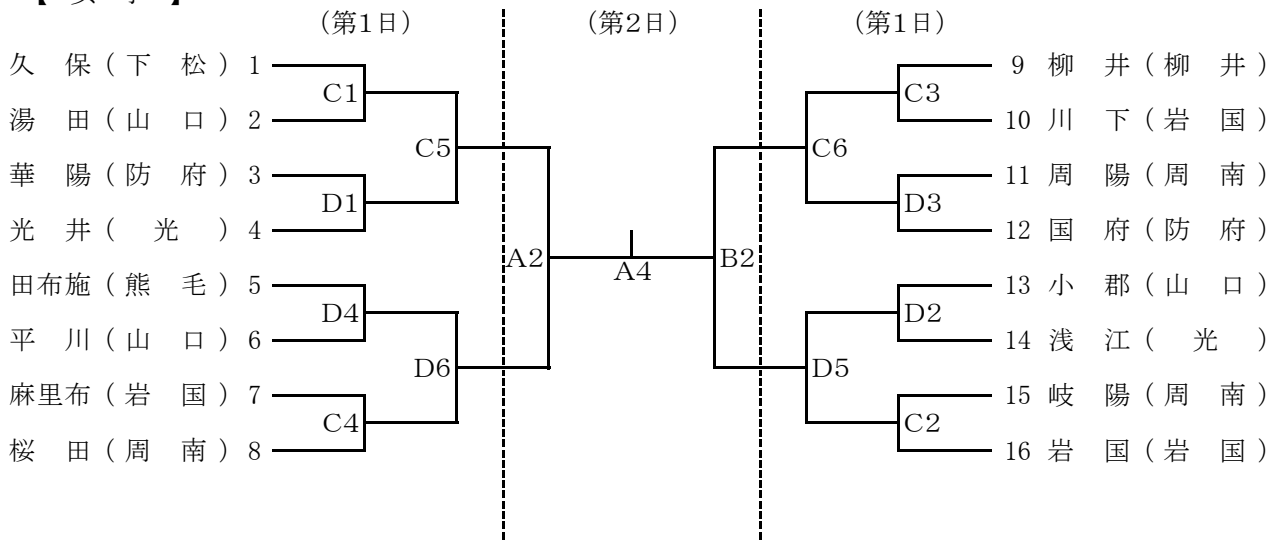 (第1日) (第2日) (第1日)
久 保(下 松) 1 9 柳 井(柳 井)
C1 C3
湯 田(山 口) 2 10 川 下(岩 国)
C5 C6
華 陽(防 府) 3 11 周 陽(周 南)
D1 D3
光 井( 光 ) 4 12 国 府(防 府)
A2 A4 B2
田布施(熊 毛) 5 13 小 郡(山 口)
D4 D2
平 川(山 口) 6 14 浅 江( 光 )
D6 D5
麻里布(岩 国) 7 15 岐 陽(周 南)
C4 C2
桜 田(周 南) 8 16 岩 国(岩 国)